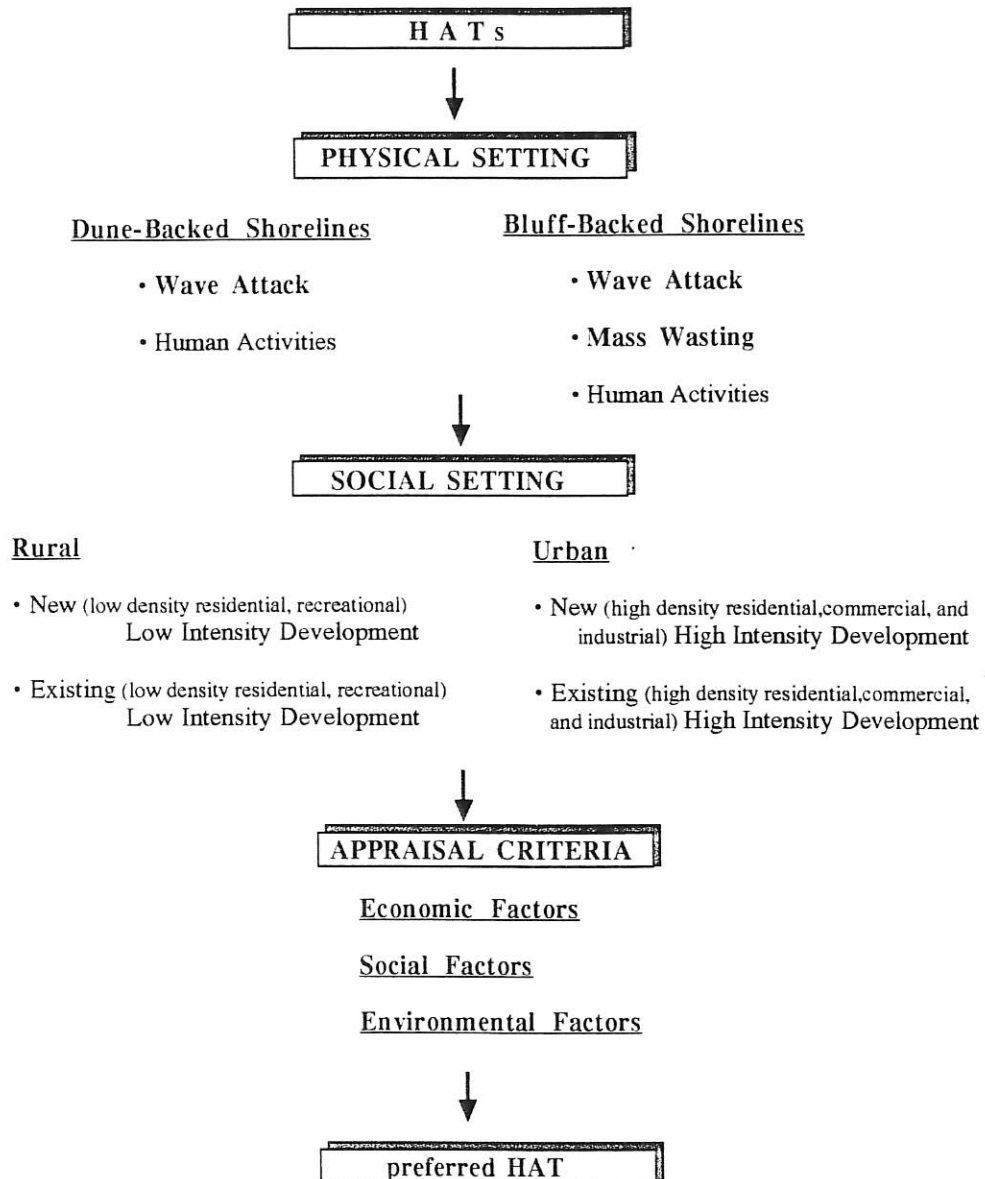 H A T s
PHYSICAL SETTING
Dune-Backed Shorelines
• Wave Attack
• Human Activities
Bluff-Backed Shorelines
• Wave Attack
• Mass Wasting
• Human Activities
SOCIAL SETTING
Rural
• New (low density residential, recreational)
Low Intensity Development
• Existing (low density residential, recreational)
Low Intensity Development
Urban
• New (high density residential,commercial, and
industrial) High Intensity Development
• Existing (high density residential,commercial,
and industrial) High Intensity Development
APPRAISAL CRITERIA
Economic Factors
Social Factors
Environmental Factors
preferred HAT